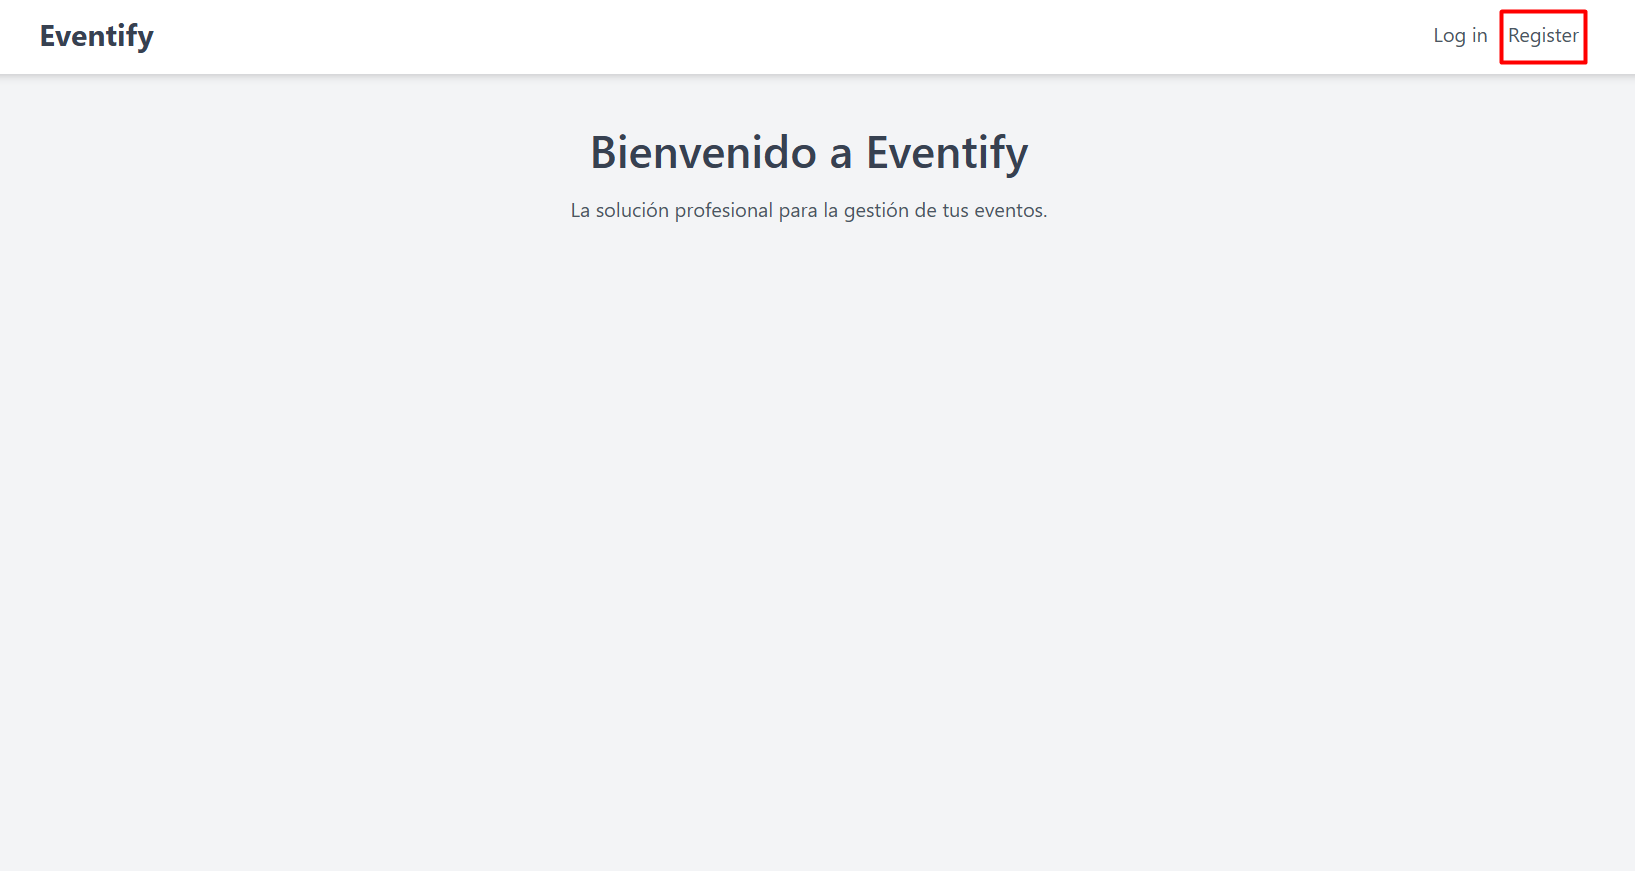 Eventify
Log in
Register
Bienvenido a Eventify
La solución profesional para la gestión de tus eventos.